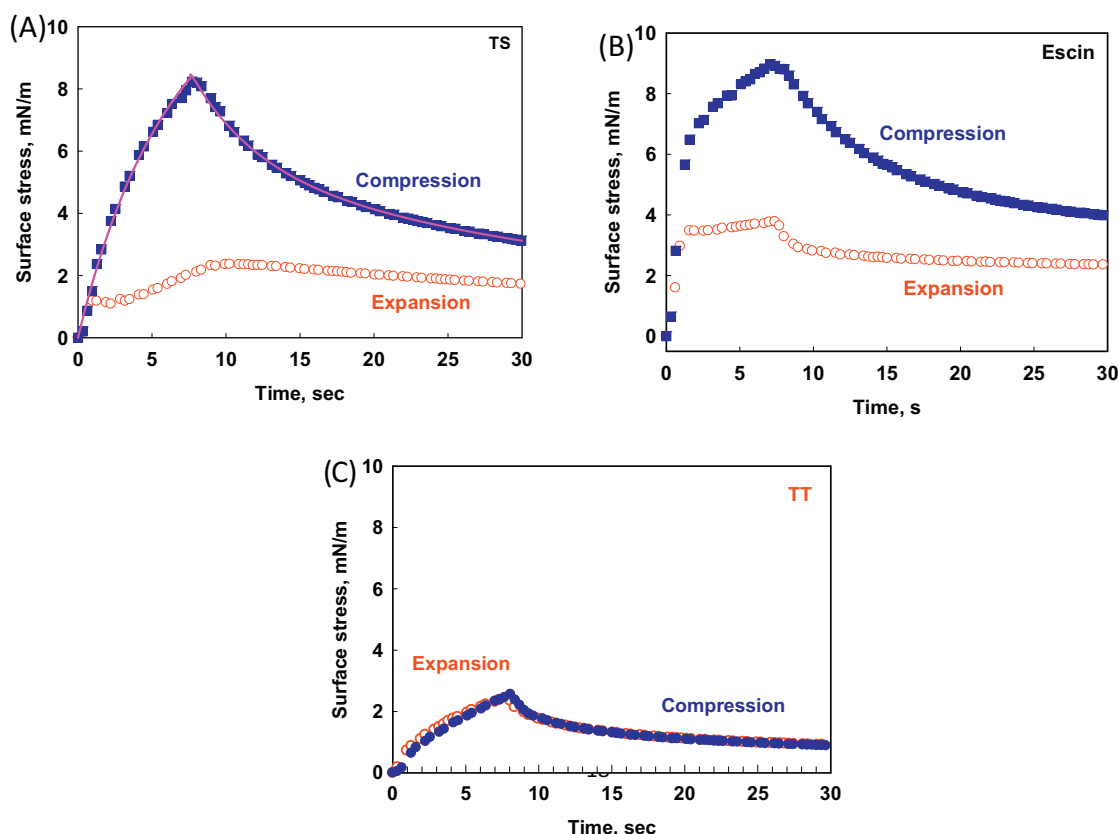 (A)
TS
10
8
6
4
2
0
Surface stress, mN/m
Compression
Expansion
0 5 10 15 20 25 30
Time, sec
(B)
Escin
10
8
6
4
2
0
Surface stress, mN/m
Compression
Expansion
0 5 10 15 20 25 30
Time, s
(C)
TT
10
8
6
4
2
0
Surface stress, mN/m
Expansion
Compression
0 5 10 15 20 25 30
Time, sec